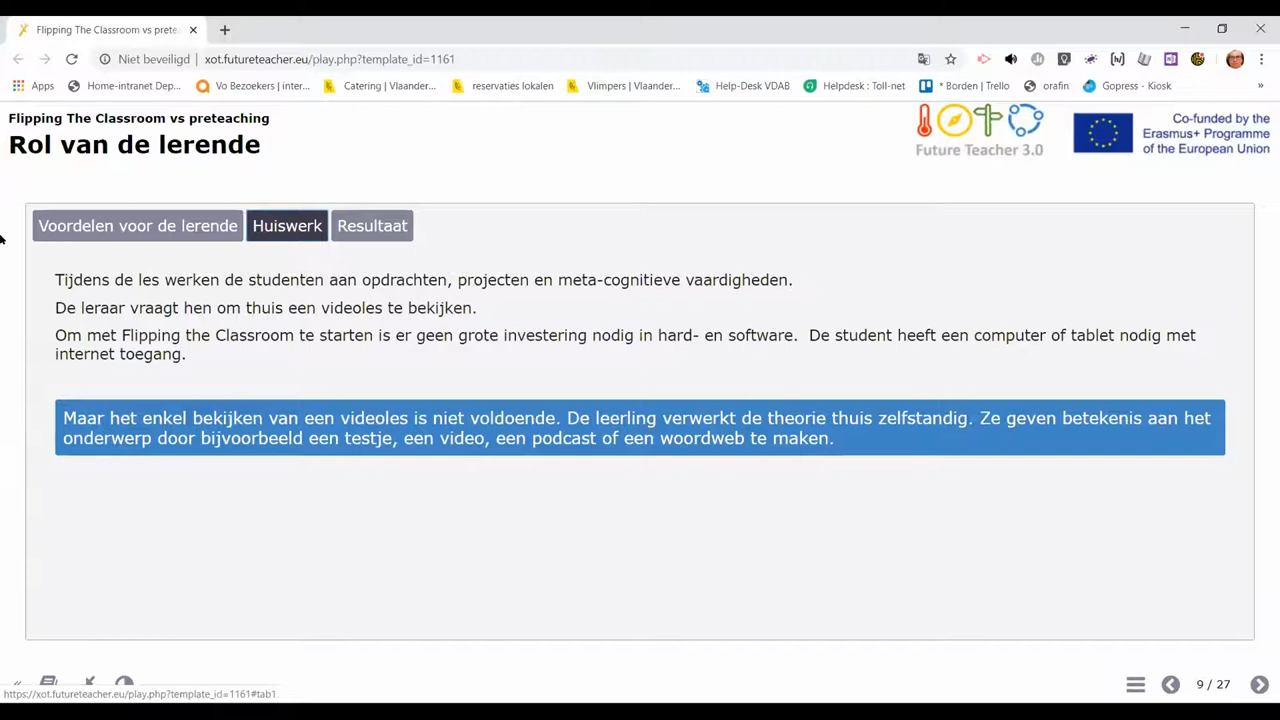 Flipping The Classroom vs prete
Niet beveiligd | xot.futureteacher.eu/play.php?template_id=1161
Apps Home-intranet Dep... Vo Bezoekers | inter... Catering | Vlaander... reservaties lokalen Vlimpers | Vlaander... Help-Desk VDAB Helpdesk : Toll-net * Borden | Trello orafin Gopress - Kiosk »
Flipping The Classroom vs preteaching
Rol van de lerende
Future Teacher 3.0
Co-funded by the
Erasmus+ Programme
of the European Union
Voordelen voor de lerende Huiswerk Resultaat
Tijdens de les werken de studenten aan opdrachten, projecten en meta-cognitieve vaardigheden.
De leraar vraagt hen om thuis een videoles te bekijken.
Om met Flipping the Classroom te starten is er geen grote investering nodig in hard- en software. De student heeft een computer of tablet nodig met
internet toegang.
Maar het enkel bekijken van een videoles is niet voldoende. De leerling verwerkt de theorie thuis zelfstandig. Ze geven betekenis aan het
onderwerp door bijvoorbeeld een testje, een video, een podcast of een woordweb te maken.
9 / 27
https://xot.futureteacher.eu/play.php?template_id=1161#tab1